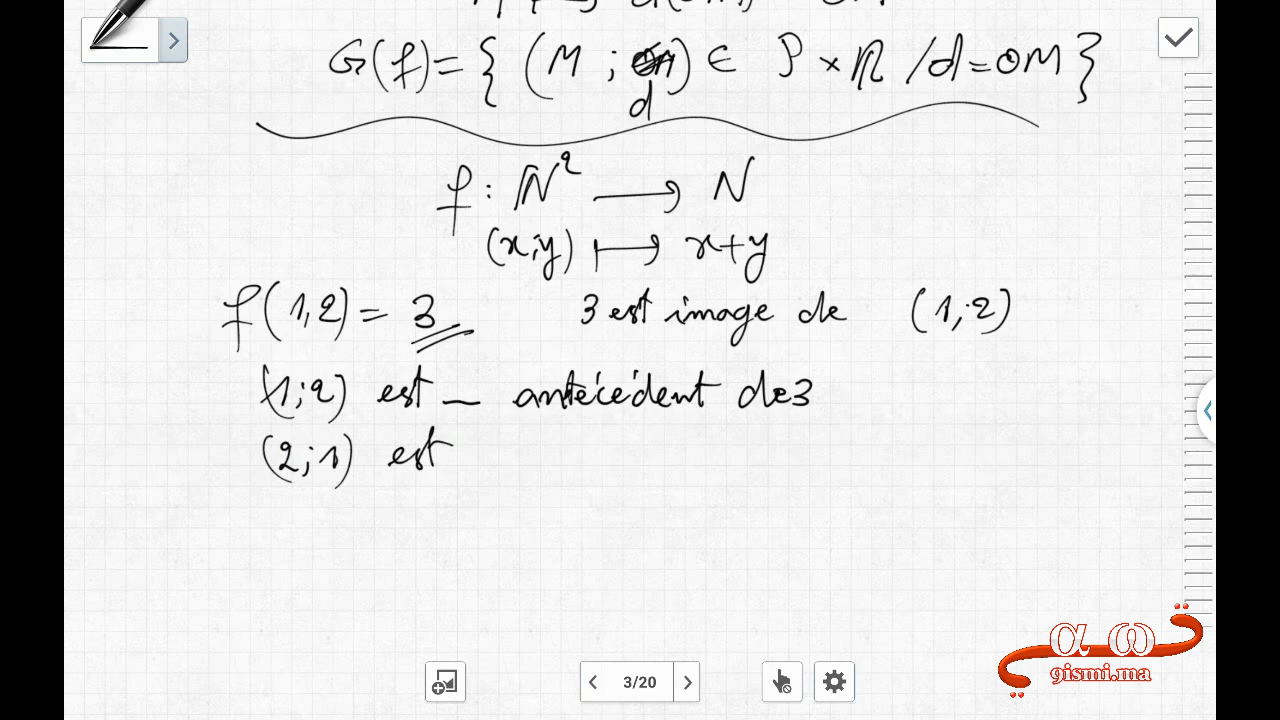 G(f) = { (M ; d) ∈ P × ℝ / d = OM }
f : ℕ² ⟶ ℕ
(x;y) ⟼ x+y
f(1,2) = 3 3 est image de (1;2)
(1;2) est _ antécédent de 3
(2;1) est
3/20
α ω
gismi.ma